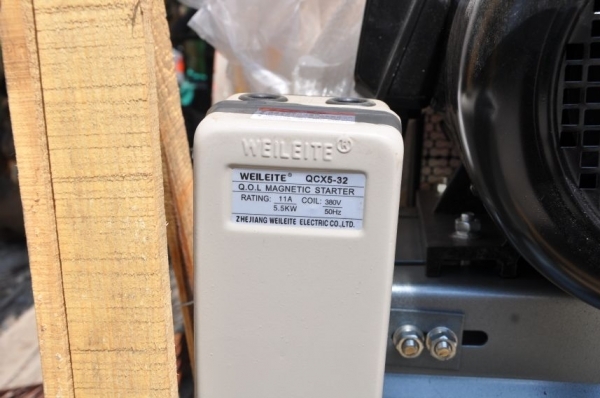 WEILEITE®
WEILEITE® QCX5-32
Q.O.L MAGNETIC STARTER
RATING: 11A COIL: 380V
5.5KW 50Hz
ZHEJIANG WEILEITE ELECTRIC CO.,LTD.